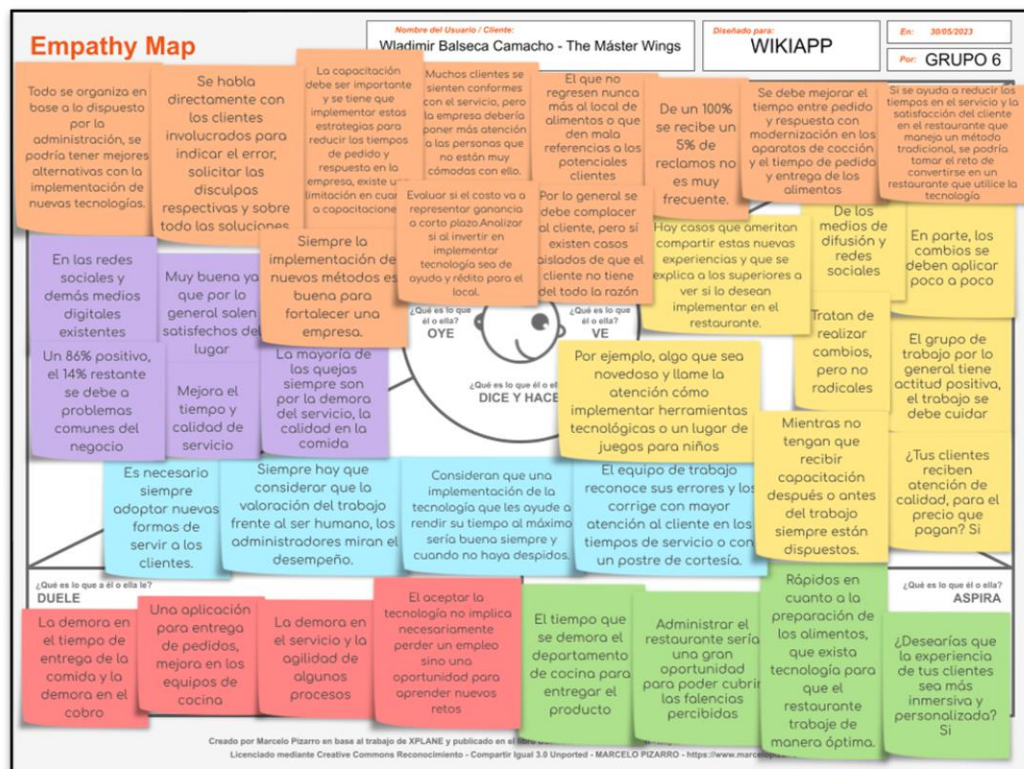 Empathy Map
Nombre del Usuario / Cliente:
Wladimir Balseca Camacho - The Máster Wings
Diseñado para:
WIKIAPP
En: 30/05/2023
Por: GRUPO 6
Todo se organiza en
base a lo dispuesto
por la
administración, se
podría tener mejores
alternativas con la
implementación de
nuevas tecnologías.
Se habla
directamente con
los clientes
involucrados para
indicar el error,
solicitar las
disculpas
respectivas y sobre
todo las soluciones
La capacitación
debe ser importante
y se tiene que
implementar estas
estrategias para
reducir los tiempos
de pedido y
respuesta en la
empresa, existe
limitación en
a capacitacione
Muchos clientes se
sienten conformes
con el servicio, pero
la empresa debería
poner más atención
a las personas que
no están muy
cómodas con ello.
El que no
regresen nunca
más al local de
alimentos o que
den mala
referencias a los
potenciales
clientes
De un 100%
se recibe un
5% de
reclamos no
es muy
frecuente.
Se debe mejorar el
tiempo entre pedido
y respuesta con
modernización en los
aparatos de cocción
y el tiempo de pedido
y entrega de los
alimentos
Si se ayuda a reducir los
tiempos en el servicio y la
satisfacción del cliente
en el restaurante que
maneja un método
tradicional, se podría
tomar el reto de
convertirse en un
restaurante que utilice la
tecnología
Siempre la
implementación de
nuevos métodos es
buena para
fortalecer una
empresa.
Evaluar si el costo va a
representar ganancia
a corto plazo.Analizar
si al invertir en
implementar
tecnología sea de
ayuda y rédito para el
local.
Por lo general se
debe complacer
al cliente, pero sí
existen casos
aislados de que el
cliente no tiene
del todo la razón
Hay casos que ameritan
compartir estas nuevas
experiencias y que se
explica a los superiores a
ver si lo desean
implementar en el
restaurante.
De los
medios de
difusión y
redes
sociales
En parte, los
cambios se
deben aplicar
poco a poco
En las redes
sociales y
demás medios
digitales
existentes
Muy buena ya
que por lo
general salen
satisfechos del
lugar
Un 86% positivo,
el 14% restante
se debe a
problemas
comunes del
negocio
Mejora el
tiempo y
calidad de
servicio
La mayoría de
las quejas
siempre son
por la demora
del servicio, la
calidad en la
comida
¿Qué es lo que
él o ella?
OYE
¿Qué es lo que
él o ella?
VE
¿Qué es lo que él o
DICE Y HACE
Por ejemplo, algo que sea
novedoso y llame la
atención cómo
implementar herramientas
tecnológicas o un lugar de
juegos para niños
Tratan de
realizar
cambios,
pero no
radicales
El grupo de
trabajo por lo
general tiene
actitud positiva,
el trabajo se
debe cuidar
Mientras no
tengan que
recibir
capacitación
después o antes
del trabajo
siempre están
dispuestos.
¿Tus clientes
reciben
atención de
calidad, para el
precio que
pagan? Si
Es necesario
siempre
adoptar nuevas
formas de
servir a los
clientes.
Siempre hay que
considerar que la
valoración del trabajo
frente al ser humano, los
administradores miran el
desempeño.
Consideran que una
implementación de la
tecnología que les ayude a
rendir su tiempo al máximo
sería buena siempre y
cuando no haya despidos.
El equipo de trabajo
reconoce sus errores y los
corrige con mayor
atención al cliente en los
tiempos de servicio o con
un postre de cortesía.
¿Qué es lo que a él o ella le?
DUELE
¿Qué es lo que él o ella?
ASPIRA
La demora en
el tiempo de
entrega de la
comida y la
demora en el
cobro
Una aplicación
para entrega
de pedidos,
mejora en los
equipos de
cocina
La demora en
el servicio y la
agilidad de
algunos
procesos
El aceptar la
tecnología no implica
necesariamente
perder un empleo
sino una
oportunidad para
aprender nuevos
retos
El tiempo que
se demora el
departamento
de cocina para
entregar el
producto
Administrar el
restaurante sería
una gran
oportunidad
para poder cubrir
las falencias
percibidas
Rápidos en
cuanto a la
preparación de
los alimentos,
que exista
tecnología para
que el
restaurante
trabaje de
manera óptima.
¿Desearías que
la experiencia
de tus clientes
sea más
inmersiva y
personalizada?
Si
Creado por Marcelo Pizarro en base al trabajo de XPLANE y publicado en el
Licenciado mediante Creative Commons Reconocimiento - Compartir Igual 3.0 Unported - MARCELO PIZARRO - https://www.marcelopiz